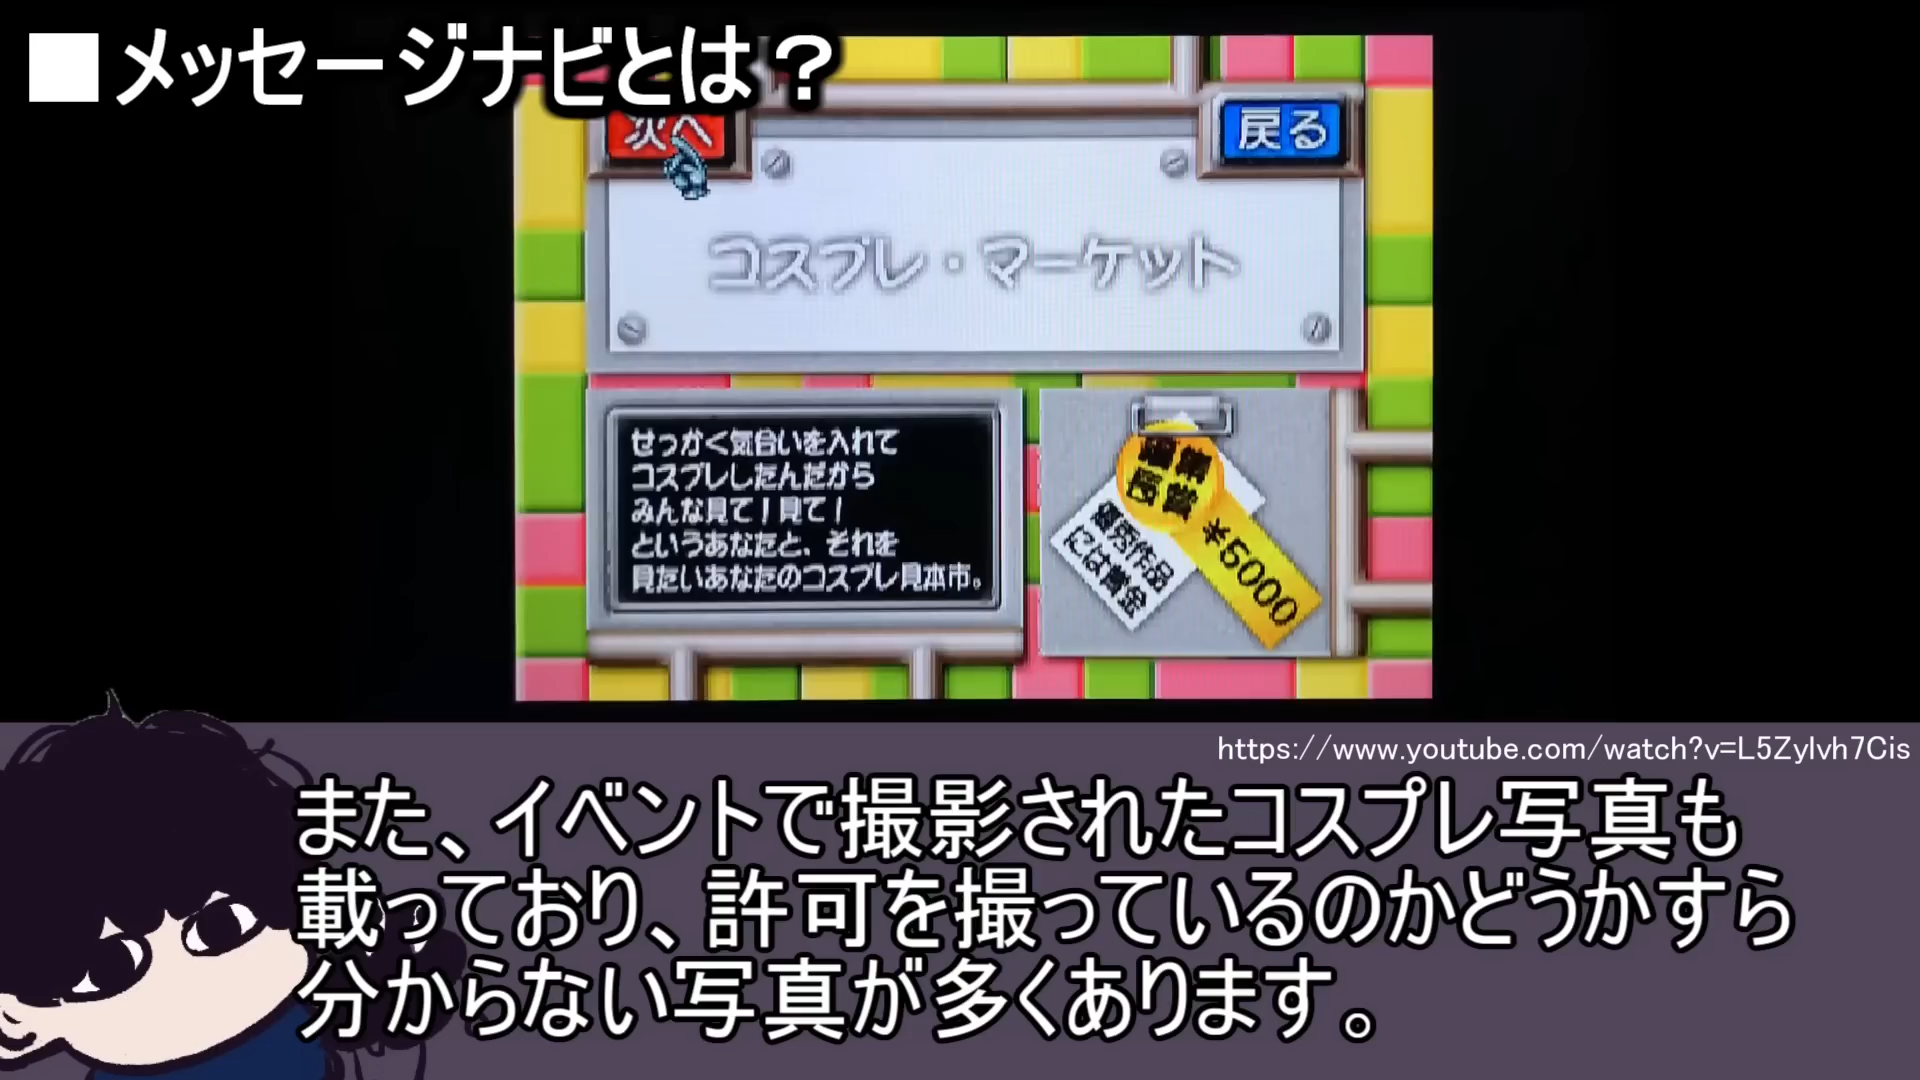 ■メッセージナビとは？
次へ
戻る
コスプレ・マーケット
せっかく気合いを入れて
コスプレしたんだから
みんな見て！見て！
というあなたと、それを
見たいあなたのコスプレ見本市。
編集
長賞
¥5000
優秀作品
には賞金
https://www.youtube.com/watch?v=L5Zylvh7Cis
また、イベントで撮影されたコスプレ写真も
載っており、許可を撮っているのかどうかすら
分からない写真が多くあります。